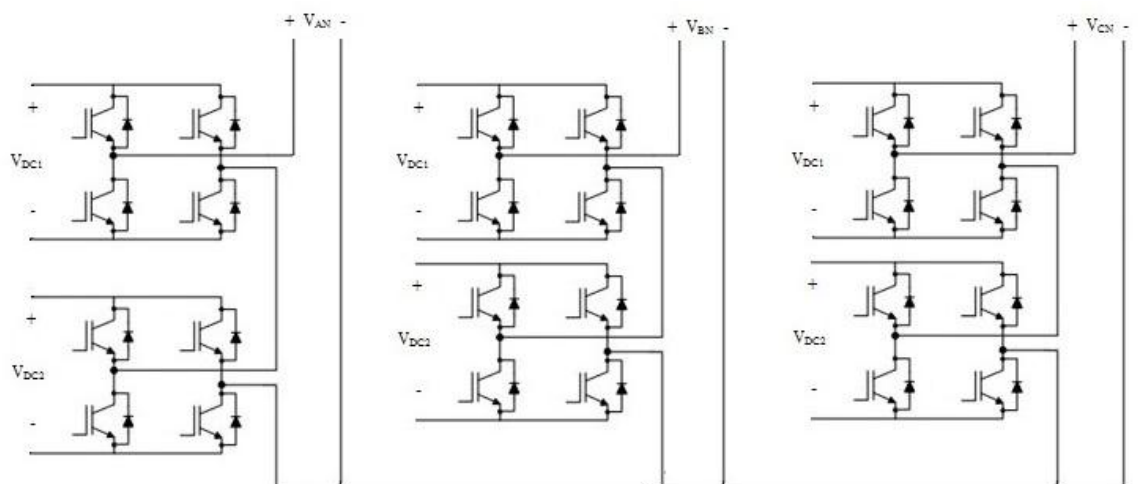 + VAN -
+ VBN -
+ VCN -
+
VDC1
-
+
VDC2
-
+
VDC1
-
+
VDC2
-
+
VDC1
-
+
VDC2
-